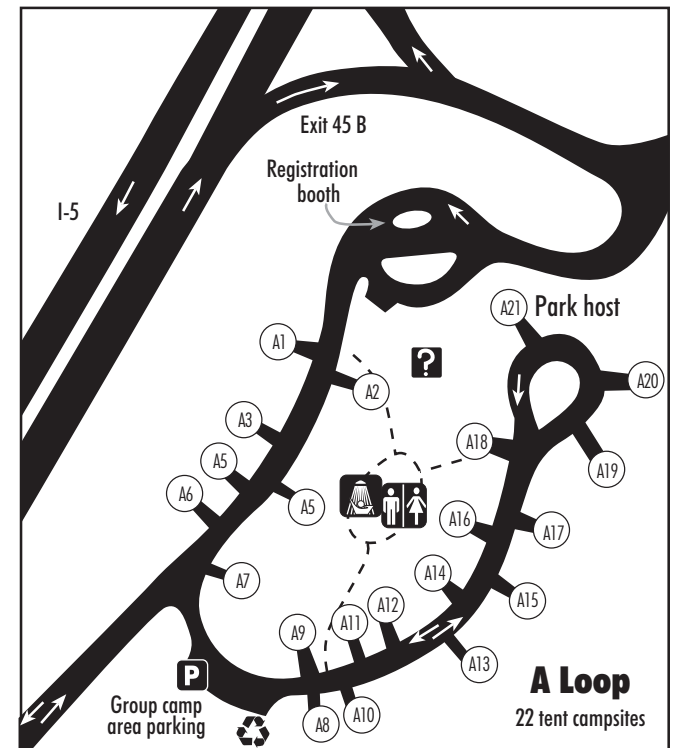 Exit 45 B
Registration
booth
I-5
A21
Park host
A1
?
A20
A2
A3
A18
A5
A19
A6
A5
A16
A17
A7
A14
A15
A12
A9
A11
A13
P
A Loop
Group camp
area parking
A8
A10
22 tent campsites